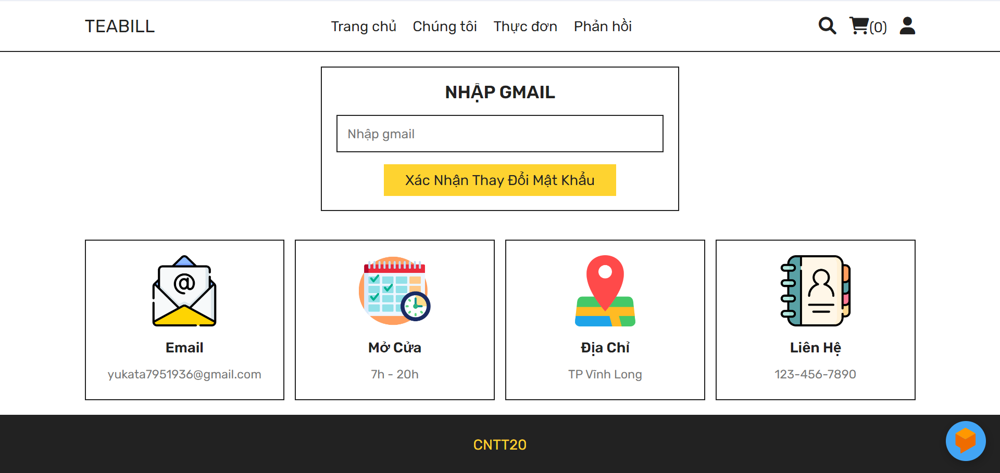 TEABILL
Trang chủ Chúng tôi Thực đơn Phản hồi
(0)
NHẬP GMAIL
Nhập gmail
Xác Nhận Thay Đổi Mật Khẩu
@
Email
yukata7951936@gmail.com
Mở Cửa
7h - 20h
Địa Chỉ
TP Vĩnh Long
Liên Hệ
123-456-7890
CNTT20